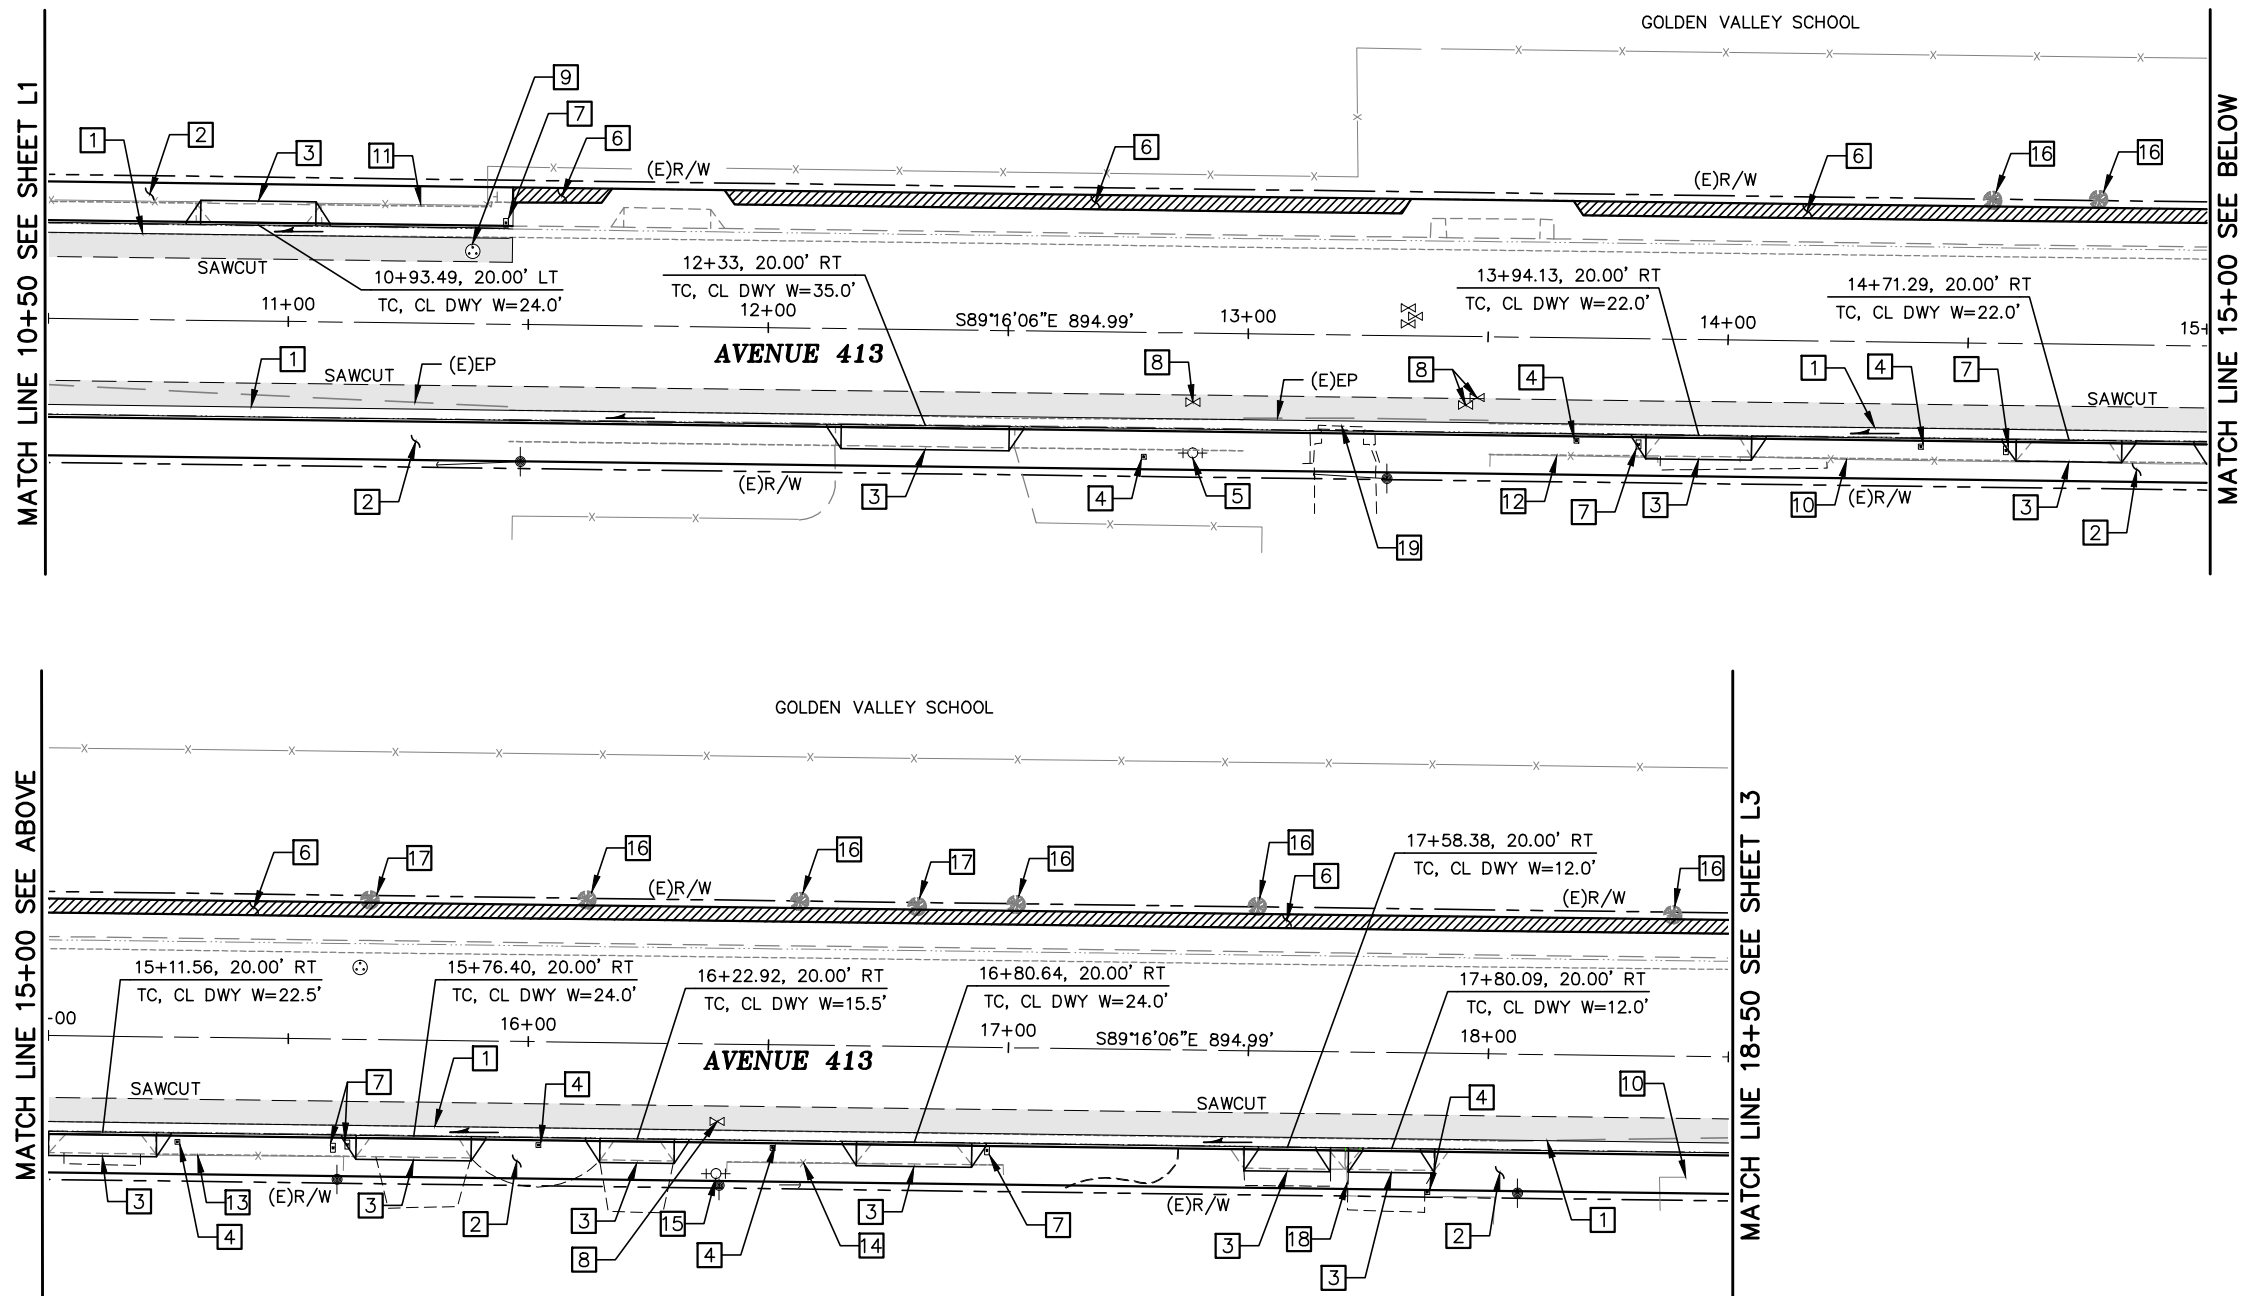 GOLDEN VALLEY SCHOOL
MATCH LINE 10+50 SEE SHEET L1
MATCH LINE 15+00 SEE BELOW
9
7
6
2
1
3
11
(E)R/W
6
6
16
16
(E)R/W
SAWCUT
10+93.49, 20.00' LT
TC, CL DWY W=24.0'
12+33, 20.00' RT
TC, CL DWY W=35.0'
13+94.13, 20.00' RT
TC, CL DWY W=22.0'
14+71.29, 20.00' RT
TC, CL DWY W=22.0'
11+00
12+00
S89°16'06"E 894.99'
13+00
14+00
15+
AVENUE 413
1
SAWCUT
(E)EP
8
(E)EP
8
4
1
4
7
SAWCUT
2
(E)R/W
3
4
5
19
12
7
3
10
(E)R/W
3
2
GOLDEN VALLEY SCHOOL
MATCH LINE 15+00 SEE ABOVE
MATCH LINE 18+50 SEE SHEET L3
6
17
16
(E)R/W
16
17
16
16
6
17+58.38, 20.00' RT
TC, CL DWY W=12.0'
(E)R/W
16
15+11.56, 20.00' RT
TC, CL DWY W=22.5'
15+76.40, 20.00' RT
TC, CL DWY W=24.0'
16+22.92, 20.00' RT
TC, CL DWY W=15.5'
16+80.64, 20.00' RT
TC, CL DWY W=24.0'
17+80.09, 20.00' RT
TC, CL DWY W=12.0'
-00
16+00
17+00
S89°16'06"E 894.99'
18+00
AVENUE 413
SAWCUT
7
1
4
SAWCUT
4
10
3
4
13
(E)R/W
3
2
3
8
15
4
14
3
7
(E)R/W
3
18
3
2
1